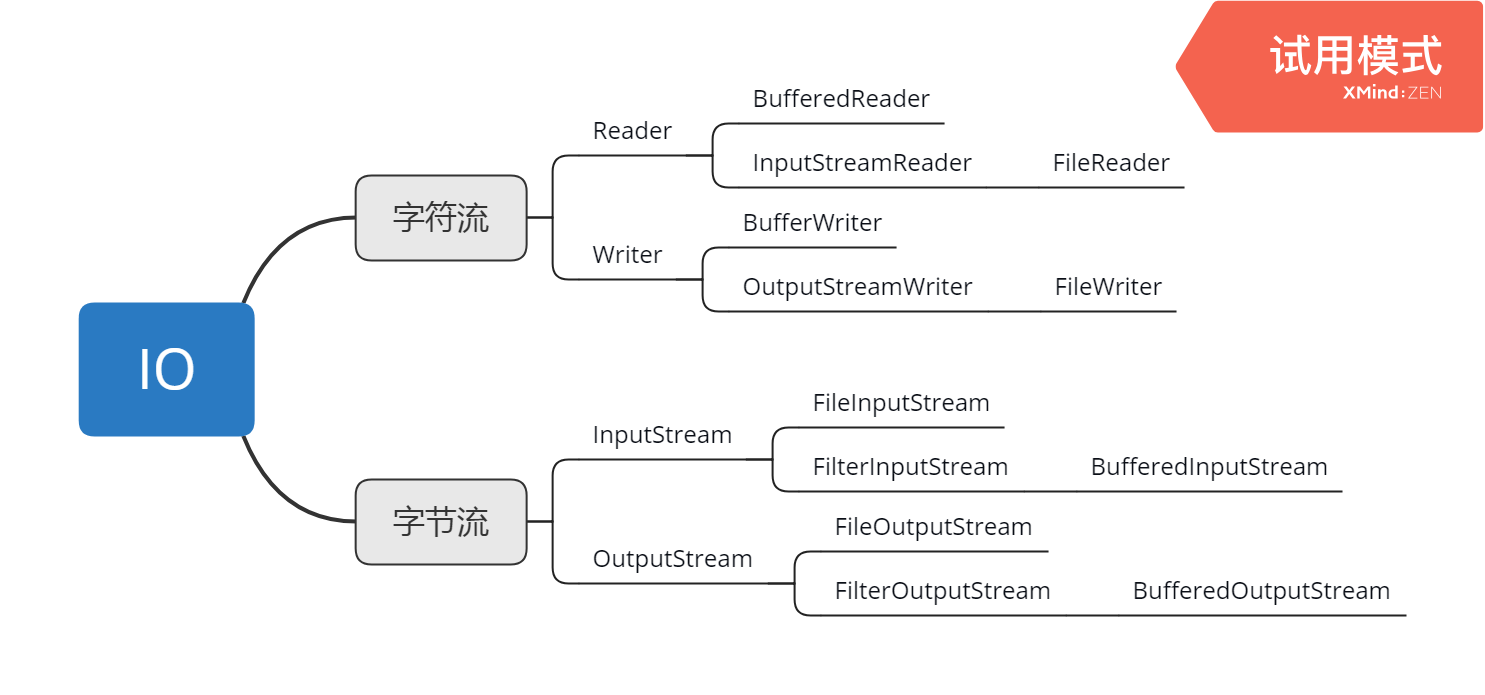 试用模式
XMind:ZEN
IO
字符流
Reader
BufferedReader
InputStreamReader
FileReader
Writer
BufferWriter
OutputStreamWriter
FileWriter
字节流
InputStream
FileInputStream
FilterInputStream
BufferedInputStream
OutputStream
FileOutputStream
FilterOutputStream
BufferedOutputStream